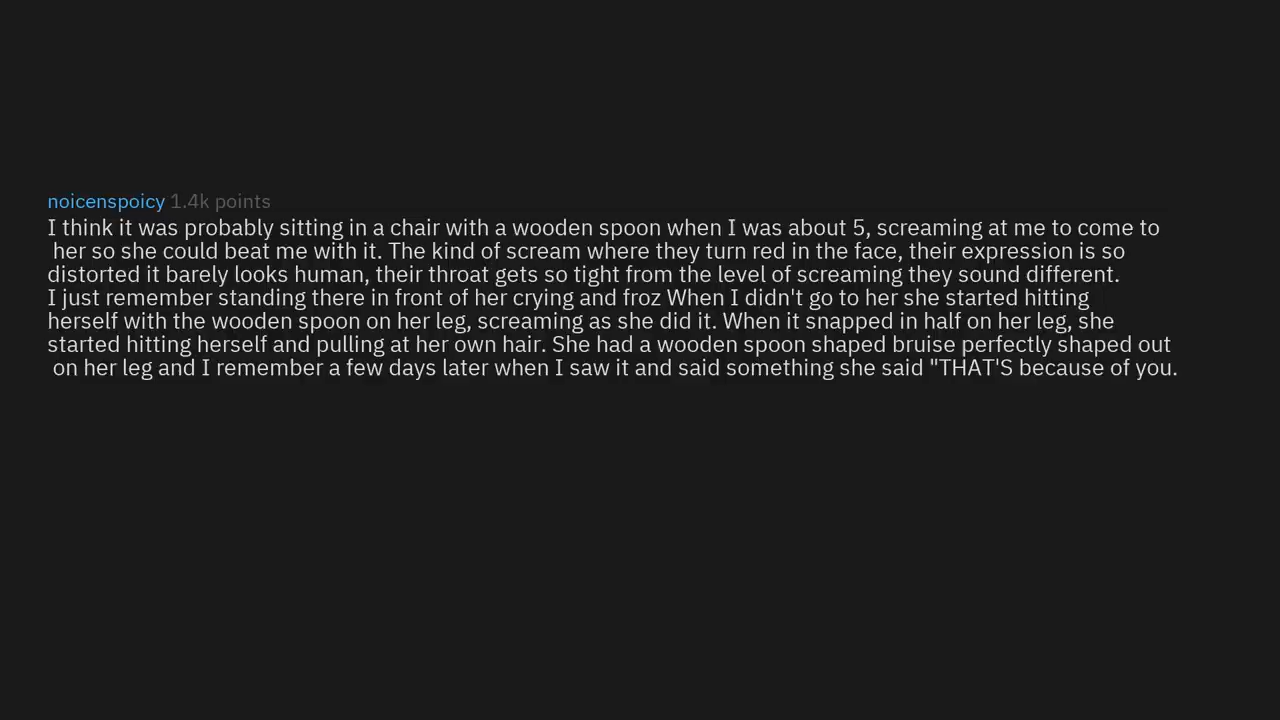 noicenspoicy 1.4k points
I think it was probably sitting in a chair with a wooden spoon when I was about 5, screaming at me to come to
her so she could beat me with it. The kind of scream where they turn red in the face, their expression is so
distorted it barely looks human, their throat gets so tight from the level of screaming they sound different.
I just remember standing there in front of her crying and froz When I didn't go to her she started hitting
herself with the wooden spoon on her leg, screaming as she did it. When it snapped in half on her leg, she
started hitting herself and pulling at her own hair. She had a wooden spoon shaped bruise perfectly shaped out
on her leg and I remember a few days later when I saw it and said something she said "THAT'S because of you.